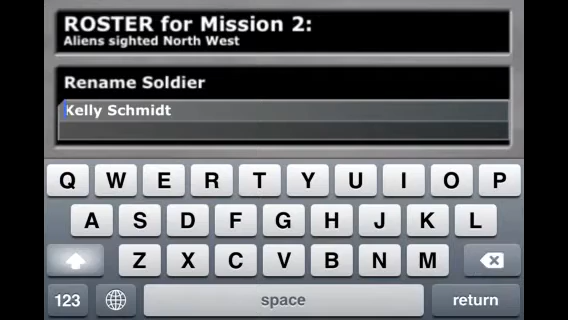 ROSTER for Mission 2:
Aliens sighted North West
Rename Soldier
Kelly Schmidt
Q W E R T Y U I O P
A S D F G H J K L
Z X C V B N M
123 space return